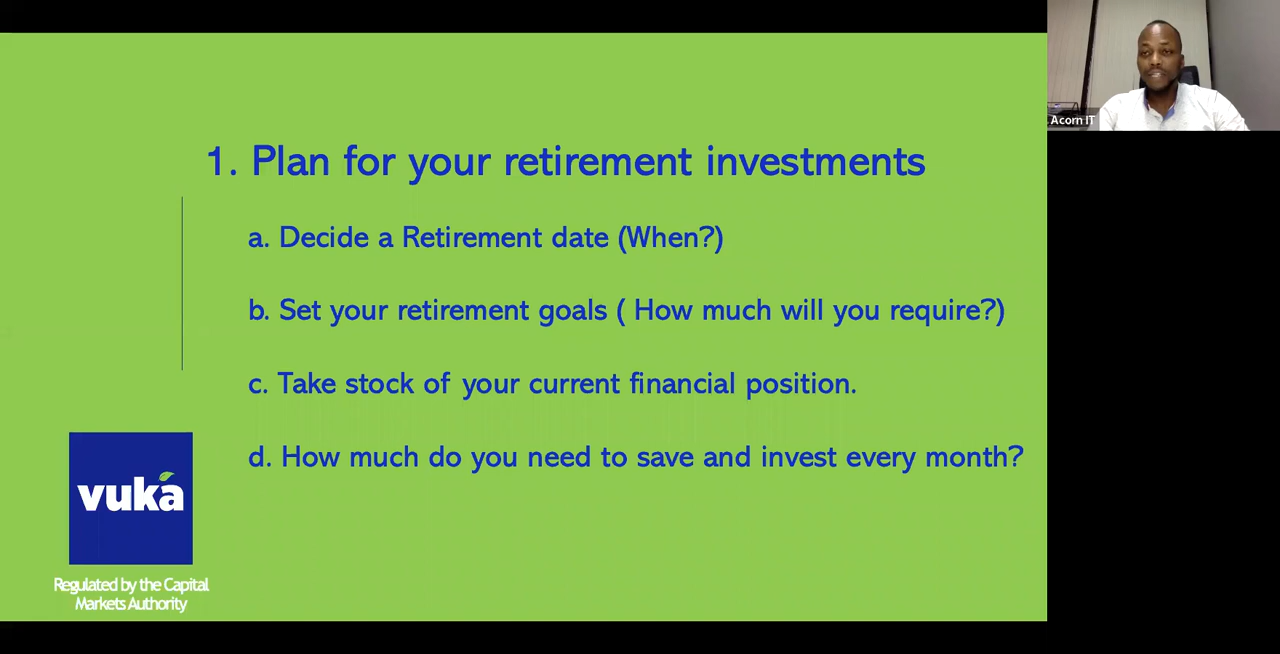 Acorn IT
1. Plan for your retirement investments
a. Decide a Retirement date (When?)
b. Set your retirement goals ( How much will you require?)
c. Take stock of your current financial position.
d. How much do you need to save and invest every month?
vuka
Regulated by the Capital
Markets Authority